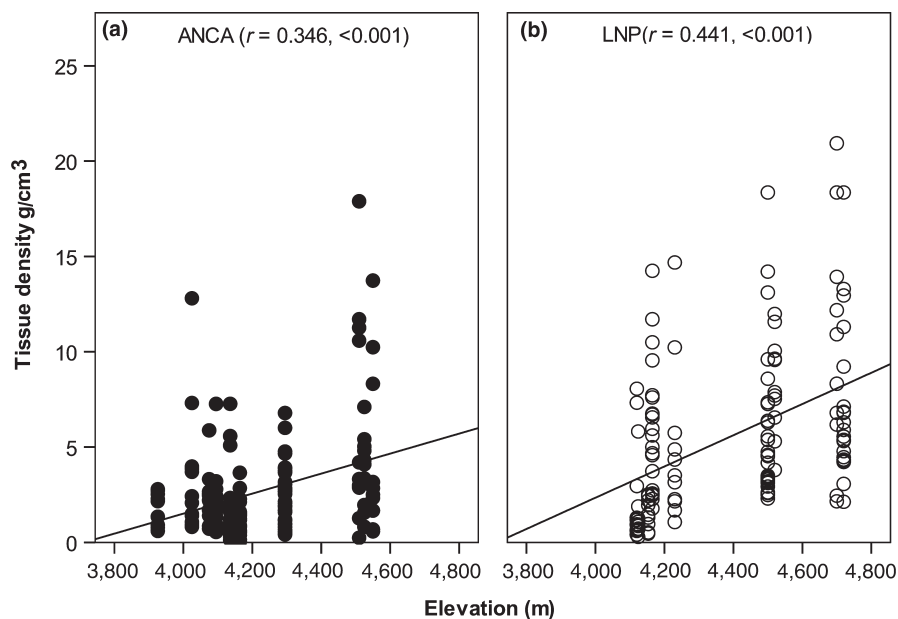 (a) ANCA (r = 0.346, <0.001)
(b) LNP(r = 0.441, <0.001)
Tissue density g/cm3
25
20
15
10
5
0
3,800 4,000 4,200 4,400 4,600 4,800
3,800 4,000 4,200 4,400 4,600 4,800
Elevation (m)